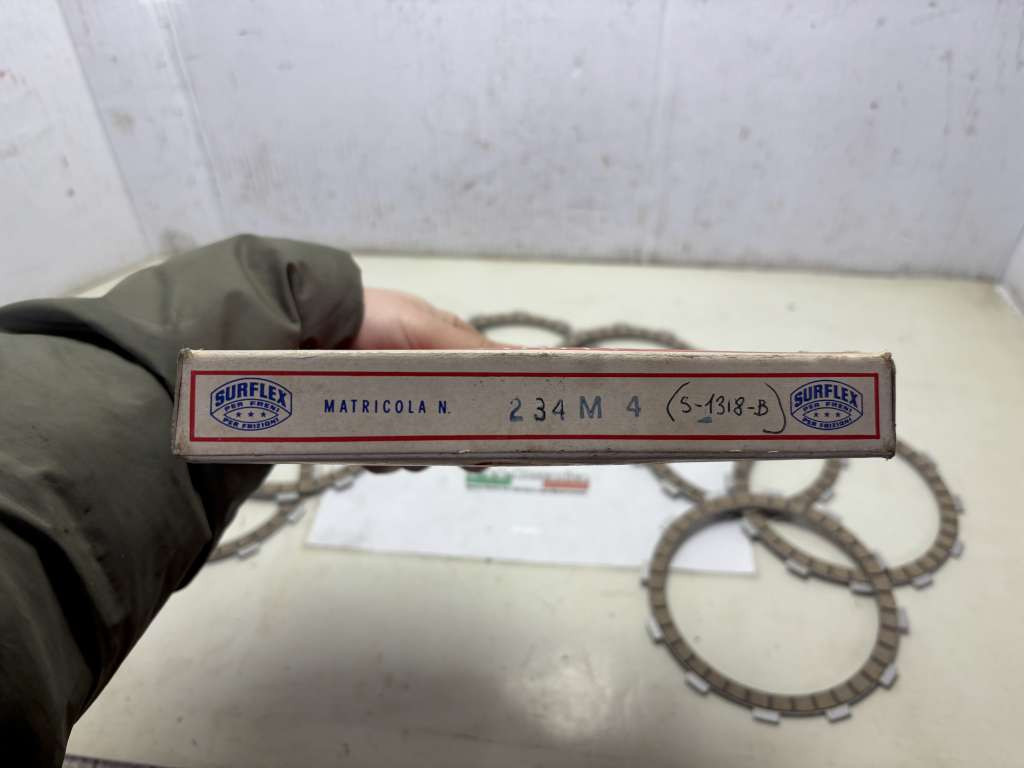 SURFLEX
PER FRENI
PER FRIZIONI
MATRICOLA N. 234 M 4 (S-1318-B)
SURFLEX
PER FRENI
PER FRIZIONI